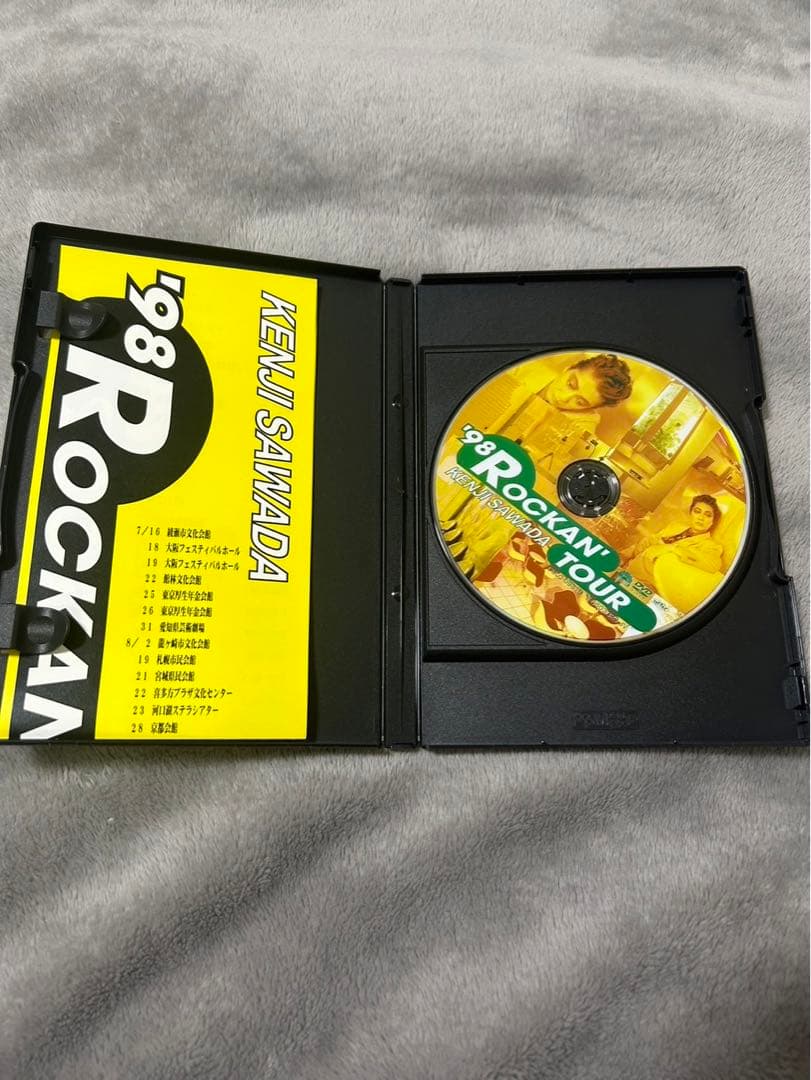 '98 ROCKAN
KENJI SAWADA
7/16 綾瀬市文化会館
18 大阪フェスティバルホール
19 大阪フェスティバルホール
22 館林文化会館
25 東京厚生年金会館
26 東京厚生年金会館
31 愛知県芸術劇場
8/ 2 龍ヶ崎市文化会館
19 札幌市民会館
21 宮城県民会館
22 喜多方プラザ文化センター
23 河口湖ステラシアター
28 京都会館
'98 ROCKAN'
KENJI SAWADA
TOUR
DVD